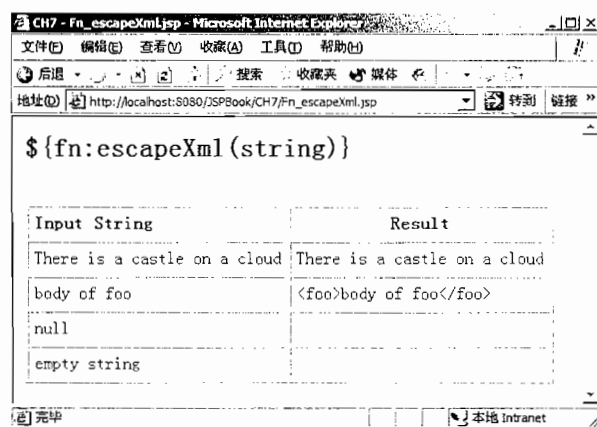 CH7 - Fn_escapeXml.jsp - Microsoft Internet Explorer
文件(F) 编辑(E) 查看(V) 收藏(A) 工具(T) 帮助(H)
后退 搜索 收藏夹 媒体
地址(D) http://localhost:8080/JSPBook/CH7/Fn_escapeXml.jsp 转到 链接 »
${fn:escapeXml(string)}
Input String Result
There is a castle on a cloud There is a castle on a cloud
body of foo <foo>body of foo</foo>
null
empty string
完毕 本地 Intranet